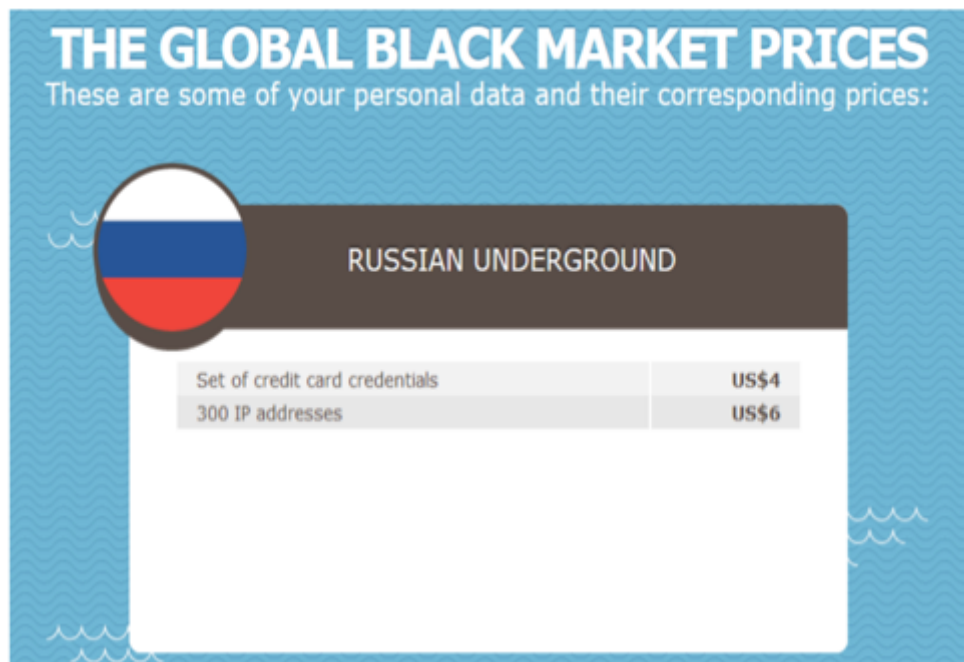 THE GLOBAL BLACK MARKET PRICES
These are some of your personal data and their corresponding prices:
RUSSIAN UNDERGROUND
Set of credit card credentials US$4
300 IP addresses US$6